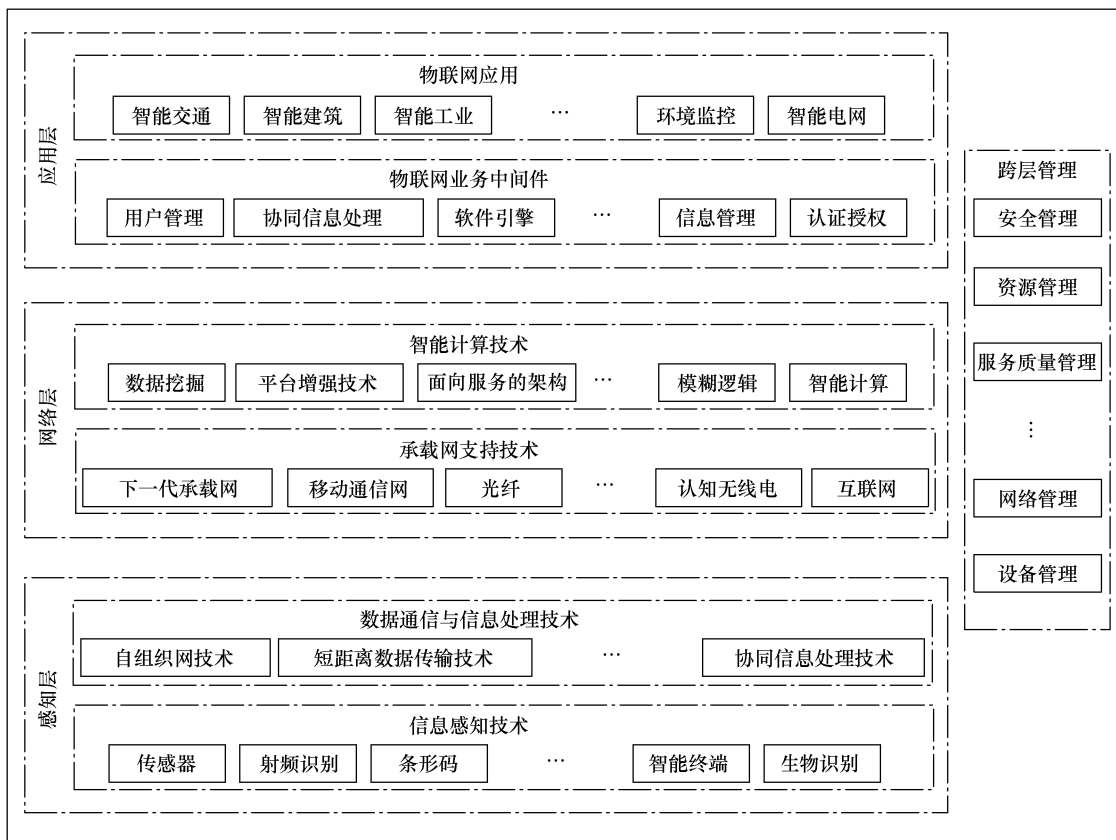 应用层
物联网应用
智能交通 智能建筑 智能工业 … 环境监控 智能电网
物联网业务中间件
用户管理 协同信息处理 软件引擎 … 信息管理 认证授权
网络层
智能计算技术
数据挖掘 平台增强技术 面向服务的架构 … 模糊逻辑 智能计算
承载网支持技术
下一代承载网 移动通信网 光纤 … 认知无线电 互联网
感知层
数据通信与信息处理技术
自组织网技术 短距离数据传输技术 … 协同信息处理技术
信息感知技术
传感器 射频识别 条形码 … 智能终端 生物识别
跨层管理
安全管理
资源管理
服务质量管理
⋮
网络管理
设备管理